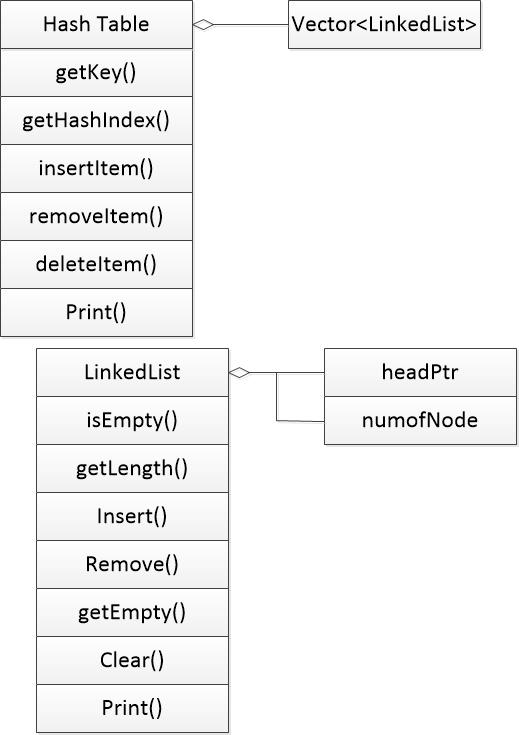 Hash Table
Vector<LinkedList>
getKey()
getHashIndex()
insertItem()
removeItem()
deleteItem()
Print()
LinkedList
headPtr
isEmpty()
numofNode
getLength()
Insert()
Remove()
getEmpty()
Clear()
Print()